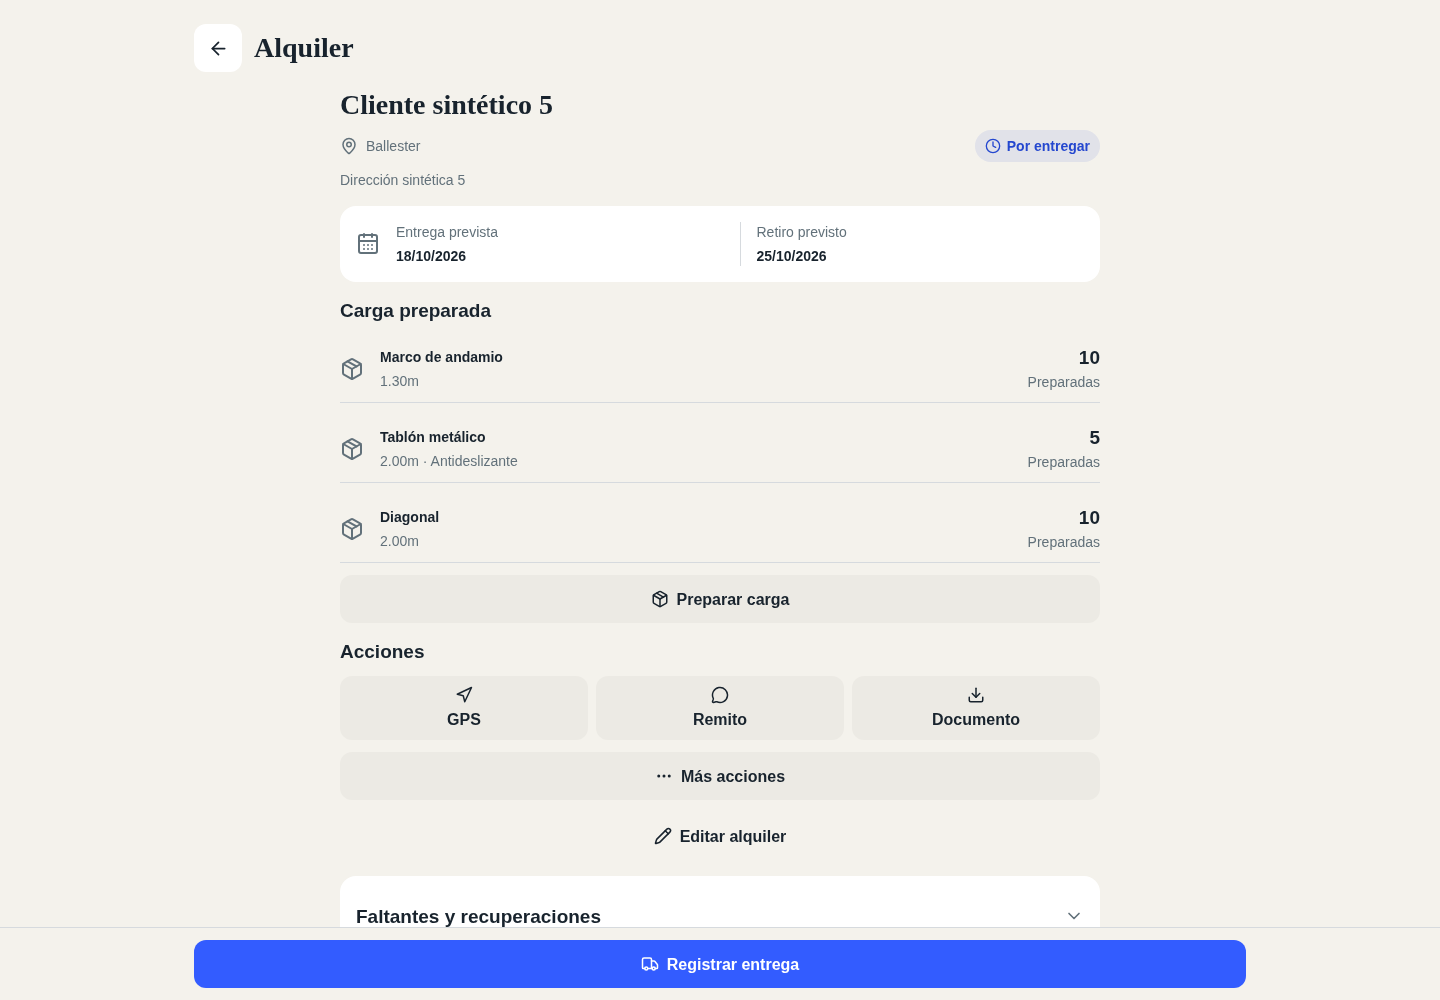 Alquiler
Cliente sintético 5
Ballester
Por entregar
Dirección sintética 5
Entrega prevista
18/10/2026
Retiro previsto
25/10/2026
Carga preparada
Marco de andamio
1.30m
10
Preparadas
Tablón metálico
2.00m · Antideslizante
5
Preparadas
Diagonal
2.00m
10
Preparadas
Preparar carga
Acciones
GPS
Remito
Documento
Más acciones
Editar alquiler
Faltantes y recuperaciones
Registrar entrega